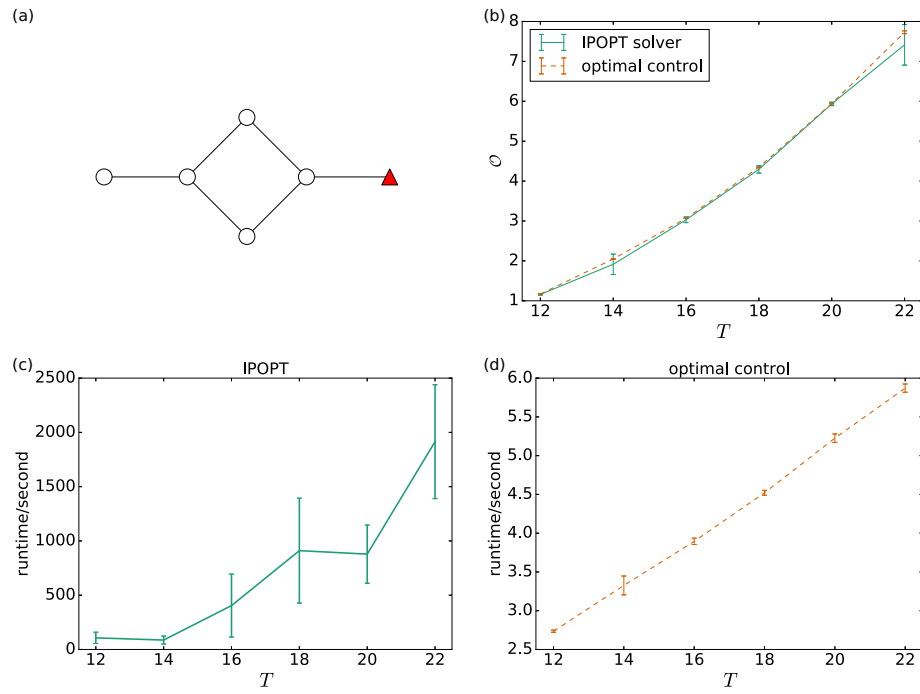 (a)
(b)
8
7
6
5
4
3
2
1
𝒪
IPOPT solver
optimal control
12 14 16 18 20 22
T
(c)
IPOPT
2500
2000
1500
1000
500
0
runtime/second
12 14 16 18 20 22
T
(d)
optimal control
6.0
5.5
5.0
4.5
4.0
3.5
3.0
2.5
runtime/second
12 14 16 18 20 22
T